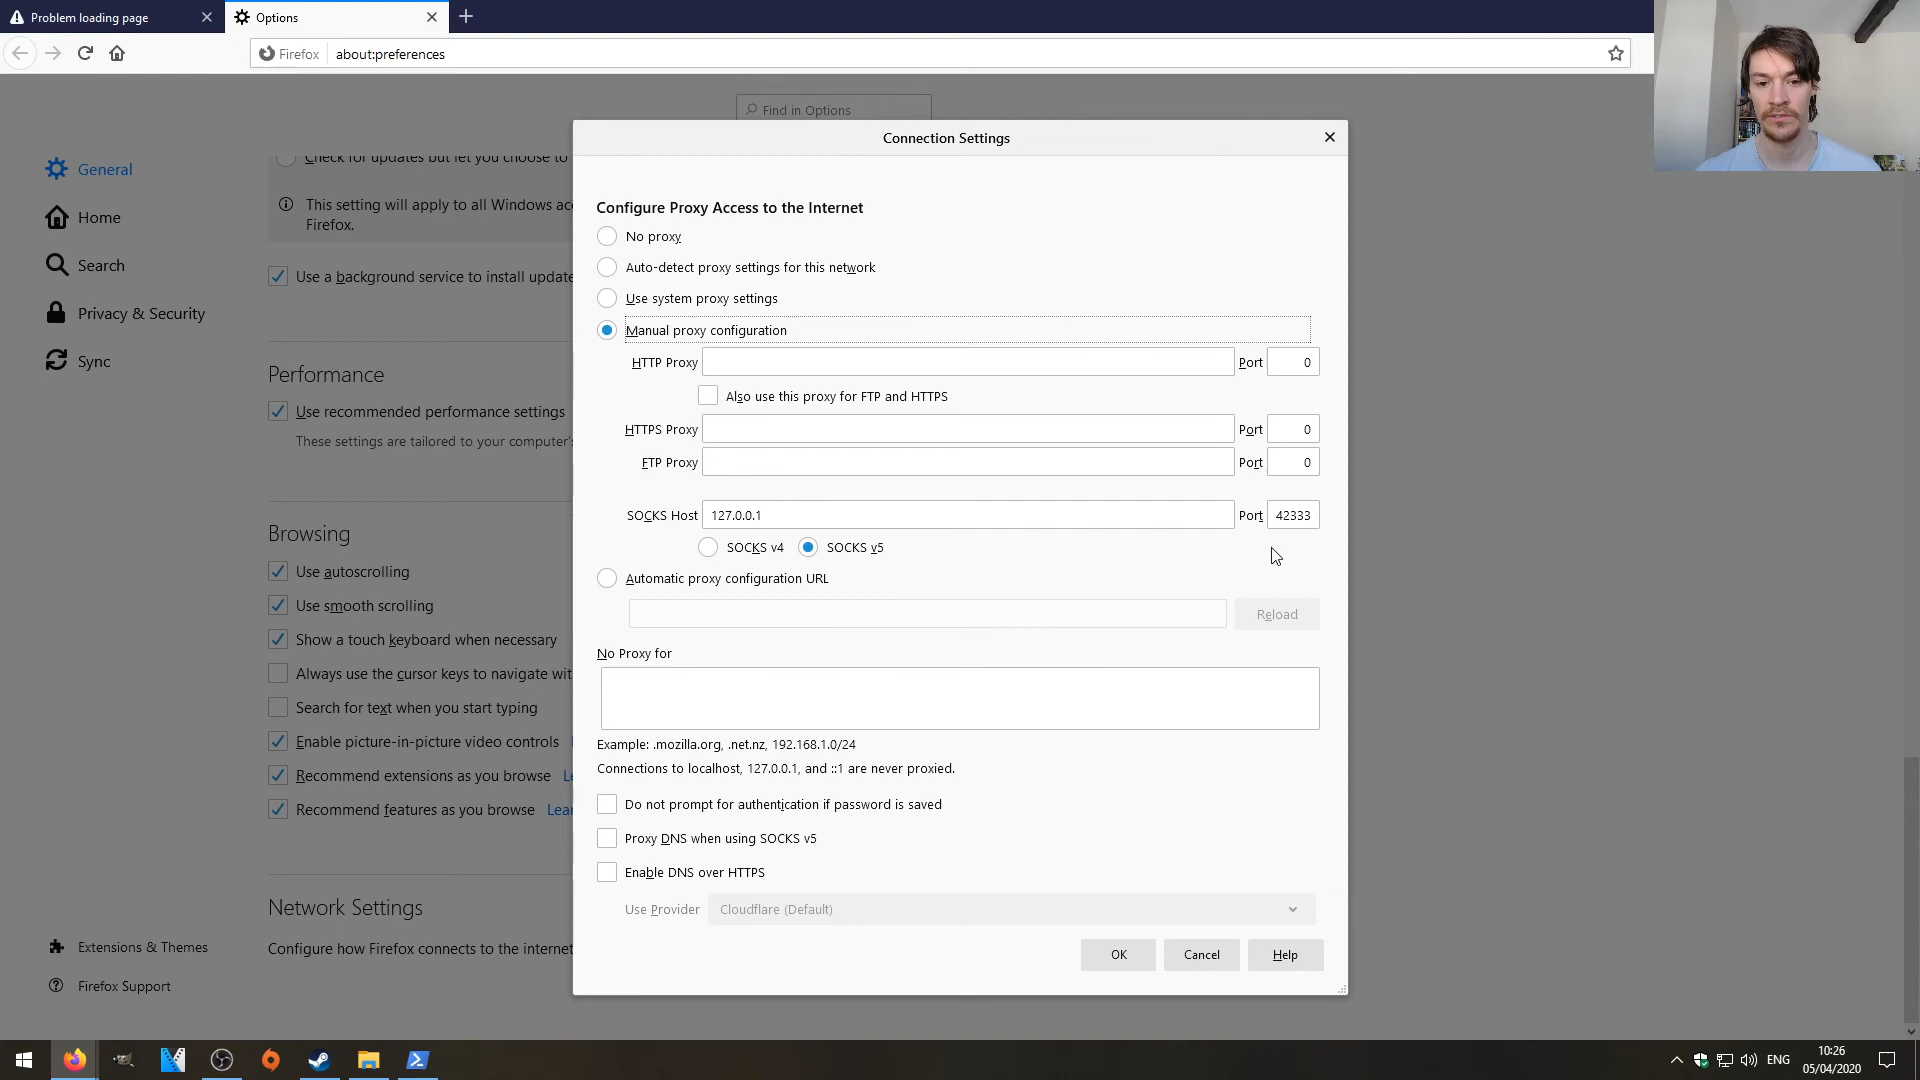 Problem loading page
Options
Firefox
about:preferences
Find in Options
General
Home
Search
Privacy & Security
Sync
Extensions & Themes
Firefox Support
Check for updates but let you choose to
This setting will apply to all Windows acc
Firefox.
Use a background service to install update
Performance
Use recommended performance settings
These settings are tailored to your computer's
Browsing
Use autoscrolling
Use smooth scrolling
Show a touch keyboard when necessary
Always use the cursor keys to navigate wit
Search for text when you start typing
Enable picture-in-picture video controls
Recommend extensions as you browse Le
Recommend features as you browse Lear
Network Settings
Configure how Firefox connects to the internet
Connection Settings
Configure Proxy Access to the Internet
No proxy
Auto-detect proxy settings for this network
Use system proxy settings
Manual proxy configuration
HTTP Proxy Port 0
Also use this proxy for FTP and HTTPS
HTTPS Proxy Port 0
FTP Proxy Port 0
SOCKS Host 127.0.0.1 Port 42333
SOCKS v4 SOCKS v5
Automatic proxy configuration URL
Reload
No Proxy for
Example: .mozilla.org, .net.nz, 192.168.1.0/24
Connections to localhost, 127.0.0.1, and ::1 are never proxied.
Do not prompt for authentication if password is saved
Proxy DNS when using SOCKS v5
Enable DNS over HTTPS
Use Provider Cloudflare (Default)
OK Cancel Help
ENG
10:26
05/04/2020